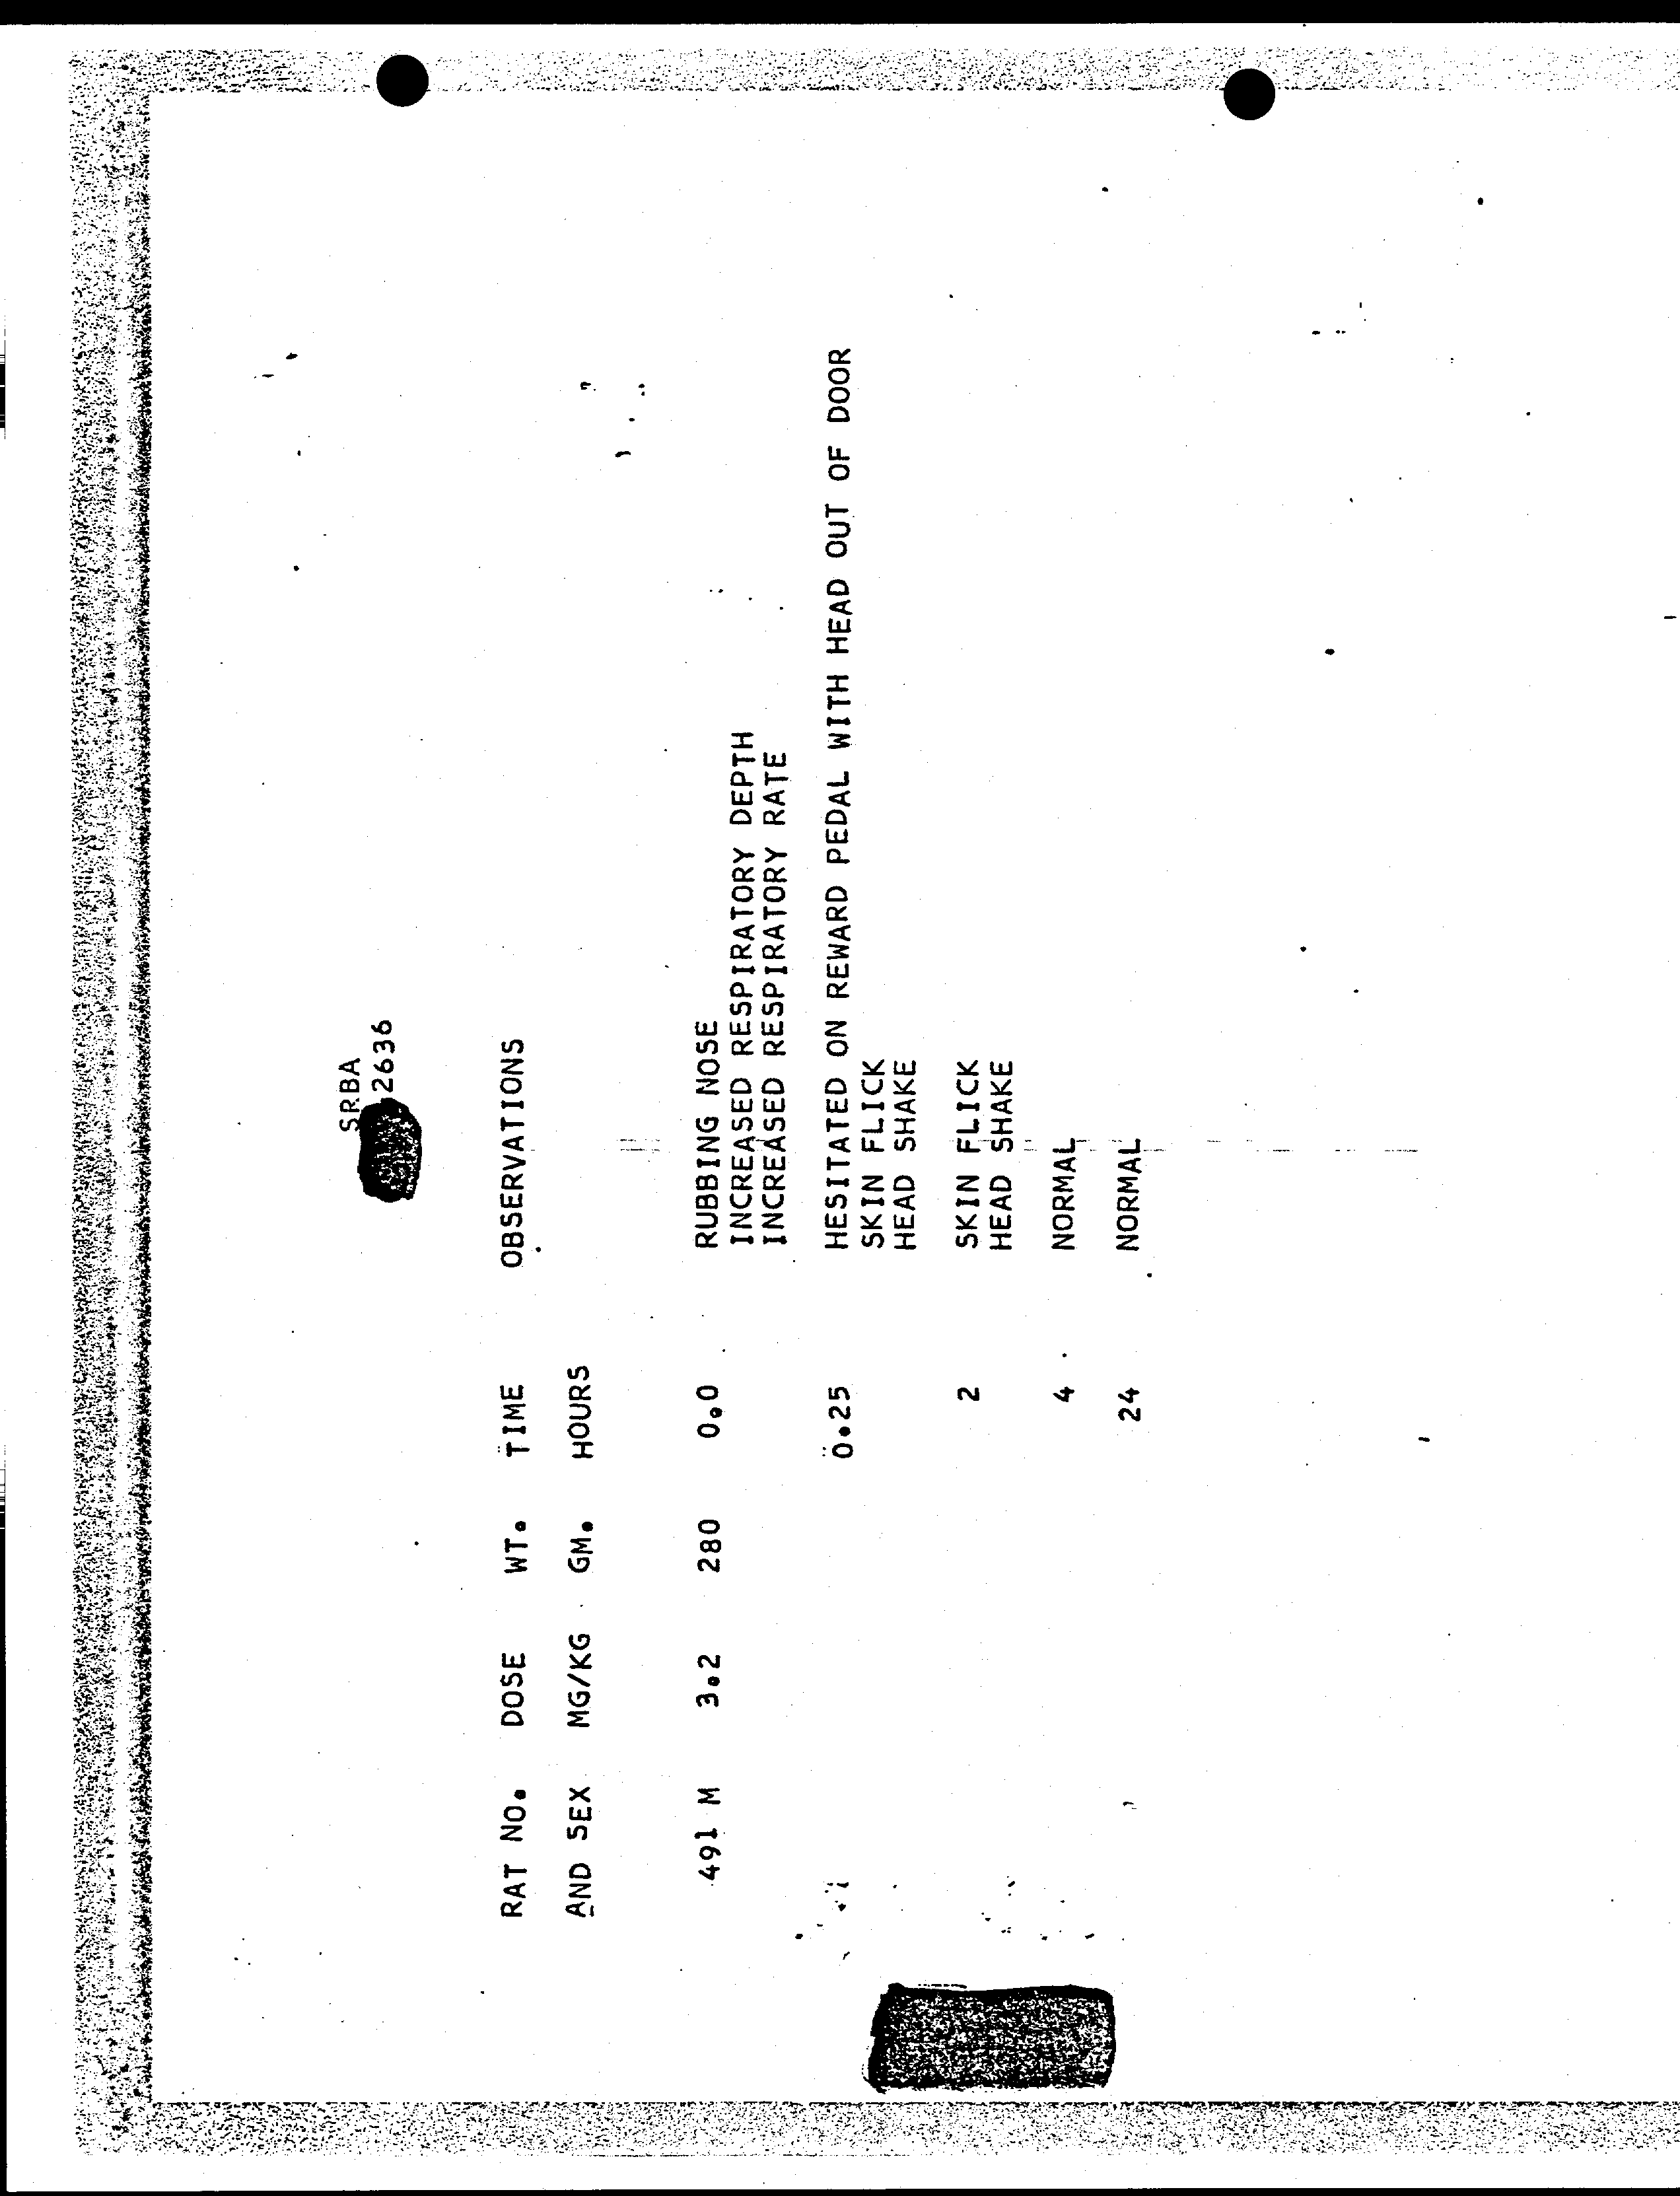 SRBA
2636
RAT NO. DOSE WT. TIME OBSERVATIONS
AND SEX MG/KG GM. HOURS
491 M 3.2 280 0.0 RUBBING NOSE
INCREASED RESPIRATORY DEPTH
INCREASED RESPIRATORY RATE
0.25 HESITATED ON REWARD PEDAL WITH HEAD OUT OF DOOR
SKIN FLICK
HEAD SHAKE
2 SKIN FLICK
HEAD SHAKE
4 NORMAL
24 NORMAL